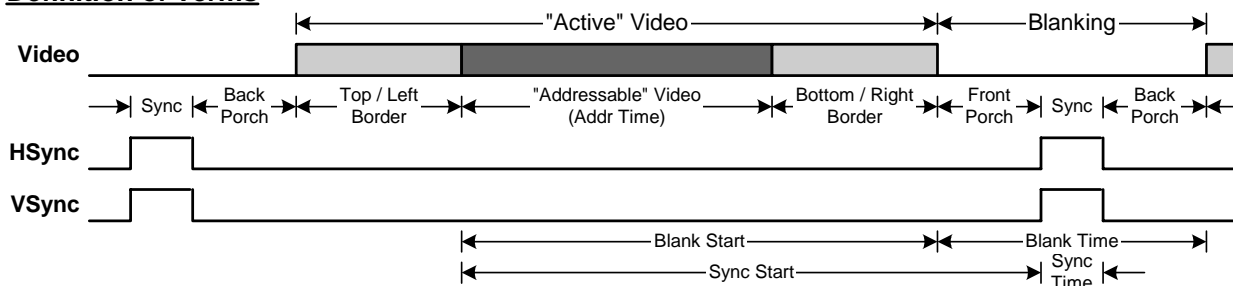 Definition of Terms
"Active" Video Blanking
Video
Sync Back Porch Top / Left Border "Addressable" Video (Addr Time) Bottom / Right Border Front Porch Sync Back Porch
HSync
VSync
Blank Start Blank Time
Sync Start Sync Time